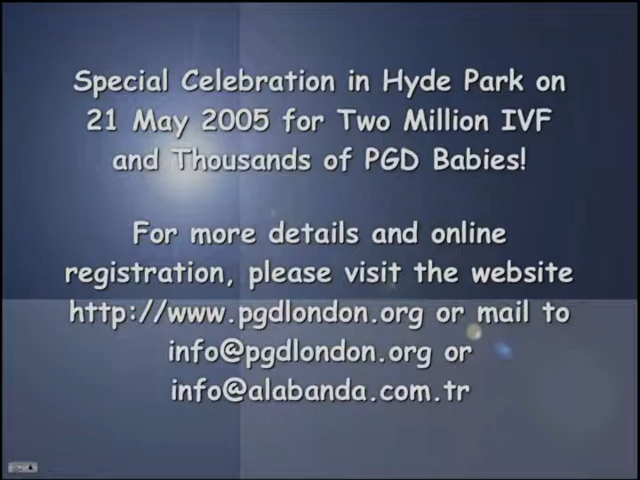 Special Celebration in Hyde Park on
21 May 2005 for Two Million IVF
and Thousands of PGD Babies!
For more details and online
registration, please visit the website
http://www.pgdlondon.org or mail to
info@pgdlondon.org or
info@alabanda.com.tr